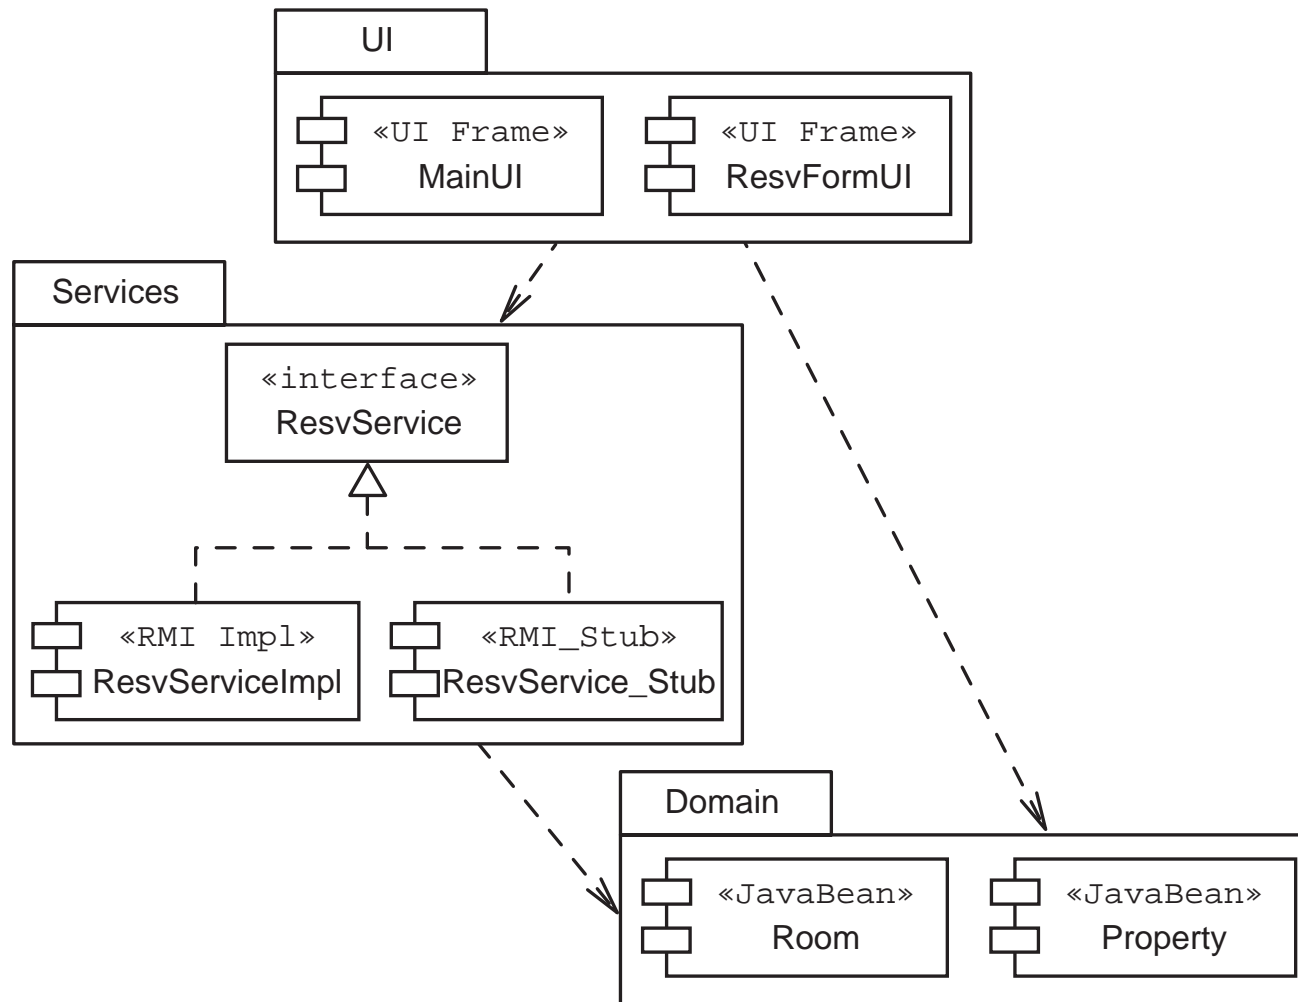 UI
«UI Frame»
MainUI
«UI Frame»
ResvFormUI
Services
«interface»
ResvService
«RMI Impl»
ResvServiceImpl
«RMI_Stub»
ResvService_Stub
Domain
«JavaBean»
Room
«JavaBean»
Property